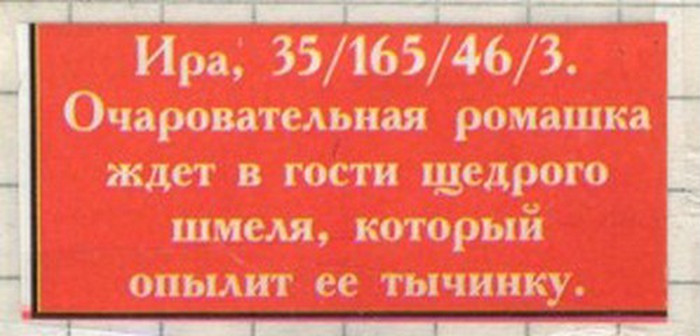 Ира, 35/165/46/3.
Очаровательная ромашка
ждет в гости щедрого
шмеля, который
опылит ее тычинку.